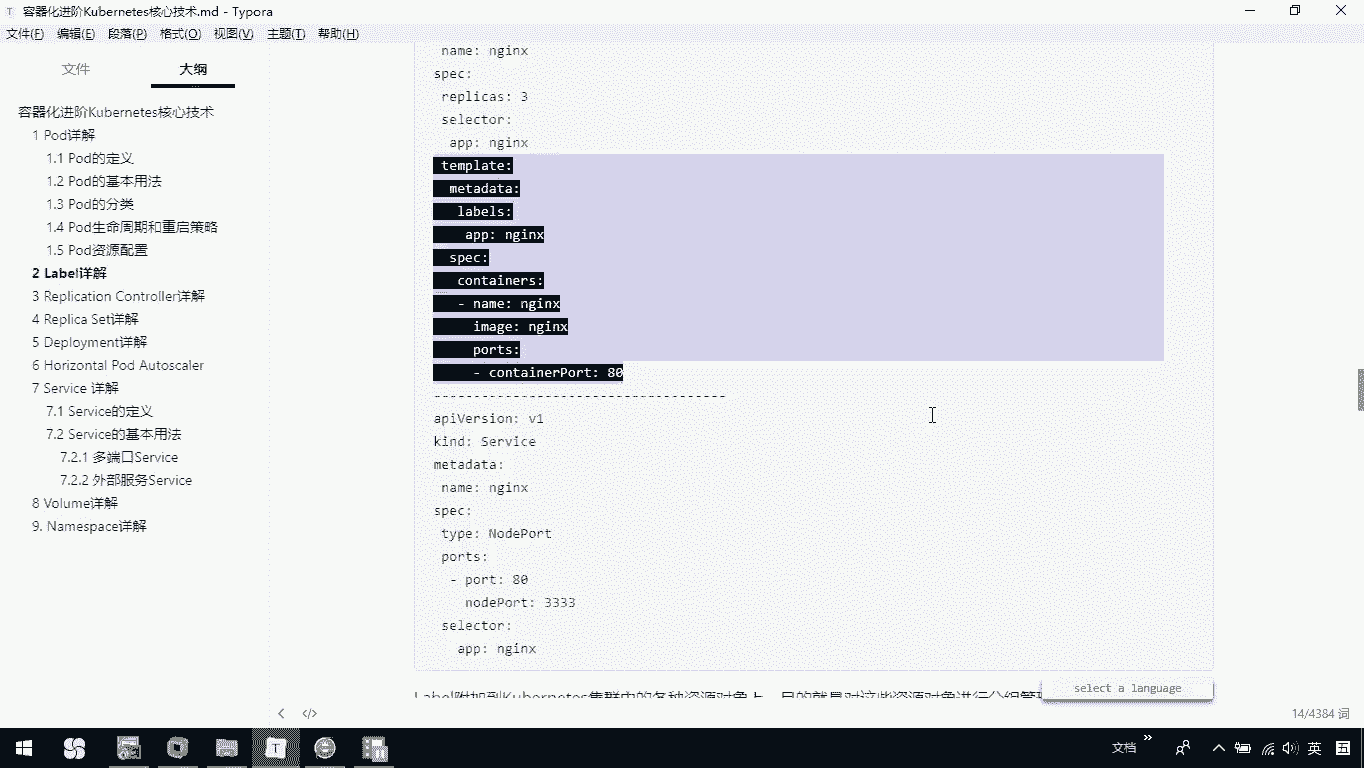 容器化进阶Kubernetes核心技术.md - Typora
文件(F) 编辑(E) 段落(P) 格式(O) 视图(V) 主题(T) 帮助(H)
文件 大纲
容器化进阶Kubernetes核心技术
1 Pod详解
1.1 Pod的定义
1.2 Pod的基本用法
1.3 Pod的分类
1.4 Pod生命周期和重启策略
1.5 Pod资源配置
2 Label详解
3 Replication Controller详解
4 Replica Set详解
5 Deployment详解
6 Horizontal Pod Autoscaler
7 Service 详解
7.1 Service的定义
7.2 Service的基本用法
7.2.1 多端口Service
7.2.2 外部服务Service
8 Volume详解
9. Namespace详解
name: nginx
spec:
replicas: 3
selector:
app: nginx
template:
metadata:
labels:
app: nginx
spec:
containers:
- name: nginx
image: nginx
ports:
- containerPort: 80
-------------------------------------
apiVersion: v1
kind: Service
metadata:
name: nginx
spec:
type: NodePort
ports:
- port: 80
nodePort: 3333
selector:
app: nginx
Label附加到Kubernetes集群中的各种资源对象上，目的就是对这些资源对象进行分组管
select a language
14/4384 词
文档
英
五